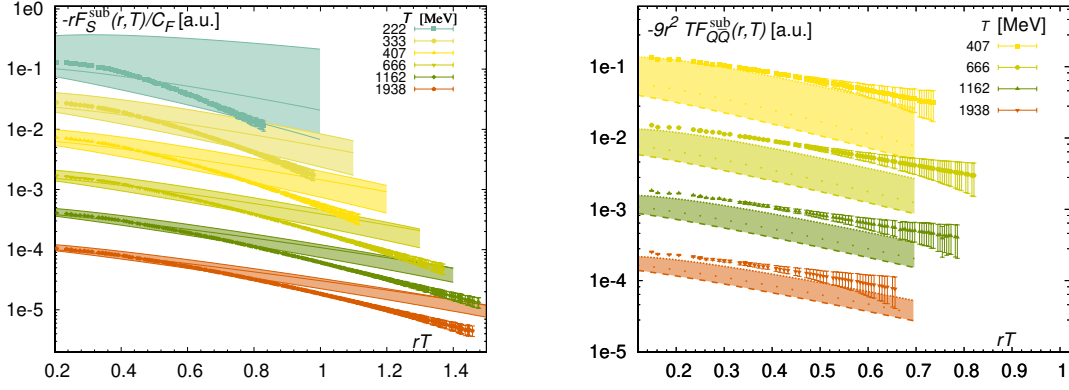 -rF_S^sub(r,T)/C_F [a.u.]
T [MeV]
222
333
407
666
1162
1938
1e-0
1e-1
1e-2
1e-3
1e-4
1e-5
0.2 0.4 0.6 0.8 1 1.2 1.4
rT
-9r² TF_QQ̄^sub(r,T) [a.u.]
T [MeV]
407
666
1162
1938
1e-1
1e-2
1e-3
1e-4
1e-5
0.2 0.3 0.4 0.5 0.6 0.7 0.8 0.9 1
rT